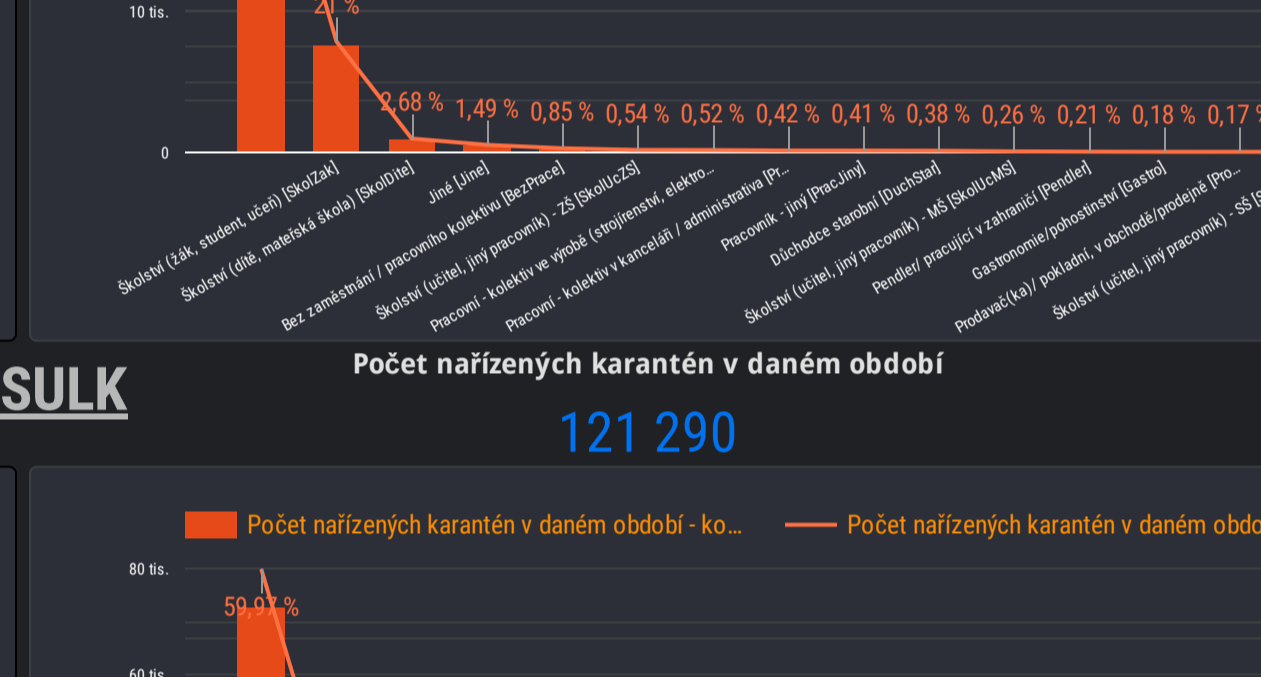 10 tis.
21 %
2,68 %
1,49 %
0,85 %
0,54 %
0,52 %
0,42 %
0,41 %
0,38 %
0,26 %
0,21 %
0,18 %
0,17 %
0
Školství (žák, student, učeň) [SkolZak]
Školství (dítě, mateřská škola) [SkolDite]
Jiné [Jine]
Bez zaměstnání / pracovního kolektivu [BezPrace]
Školství (učitel, jiný pracovník) - ZŠ [SkolUcZS]
Pracovní - kolektiv ve výrobě (strojírenství, elektro...
Pracovní - kolektiv v kanceláři / administrativa [Pr...
Pracovník - jiný [PracJiny]
Důchodce starobní [DuchStar]
Školství (učitel, jiný pracovník) - MŠ [SkolUcMS]
Pendler/ pracující v zahraničí [Pendler]
Gastronomie/pohostinství [Gastro]
Prodavač(ka)/ pokladní, v obchodě/prodejně [Pro...
Školství (učitel, jiný pracovník) - SŠ [S
SULK
Počet nařízených karantén v daném období
121 290
Počet nařízených karantén v daném období - ko...
Počet nařízených karantén v daném obdo
80 tis.
59,97 %
60 tis.